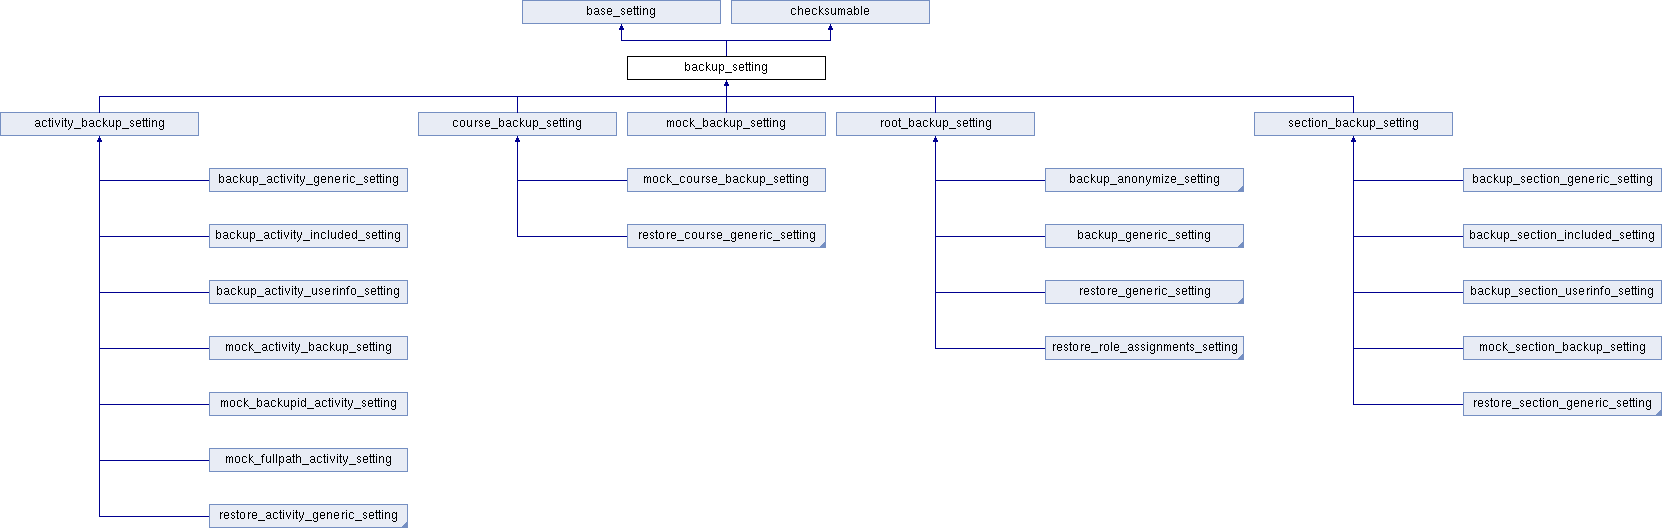 base_setting
checksumable
backup_setting
activity_backup_setting
course_backup_setting
mock_backup_setting
root_backup_setting
section_backup_setting
backup_activity_generic_setting
mock_course_backup_setting
backup_anonymize_setting
backup_section_generic_setting
backup_activity_included_setting
restore_course_generic_setting
backup_generic_setting
backup_section_included_setting
backup_activity_userinfo_setting
restore_generic_setting
backup_section_userinfo_setting
mock_activity_backup_setting
restore_role_assignments_setting
mock_section_backup_setting
mock_backupid_activity_setting
restore_section_generic_setting
mock_fullpath_activity_setting
restore_activity_generic_setting